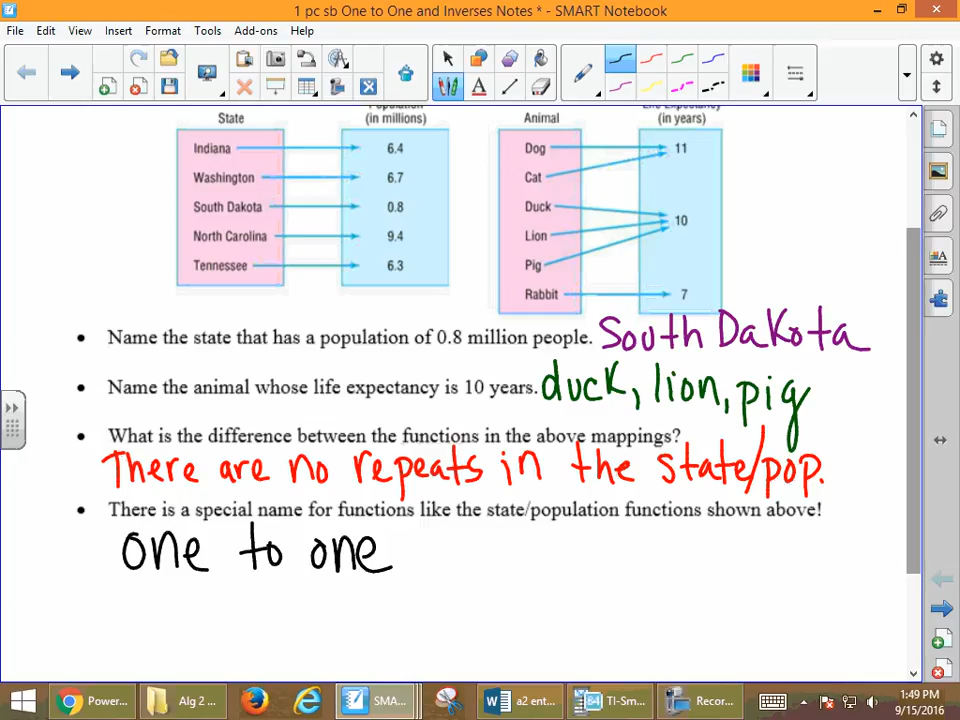 1 pc sb One to One and Inverses Notes * - SMART Notebook
File Edit View Insert Format Tools Add-ons Help
State
Population
(in millions)
Animal
Life Expectancy
(in years)
Indiana 6.4
Washington 6.7
South Dakota 0.8
North Carolina 9.4
Tennessee 6.3
Dog 11
Cat
Duck 10
Lion
Pig
Rabbit 7
• Name the state that has a population of 0.8 million people. South Dakota
• Name the animal whose life expectancy is 10 years. duck, lion, pig
• What is the difference between the functions in the above mappings?
There are no repeats in the state/pop.
• There is a special name for functions like the state/population functions shown above!
one to one
Power... Alg 2 ... SMA... a2 ent... TI-Sm... Recor...
1:49 PM
9/15/2016